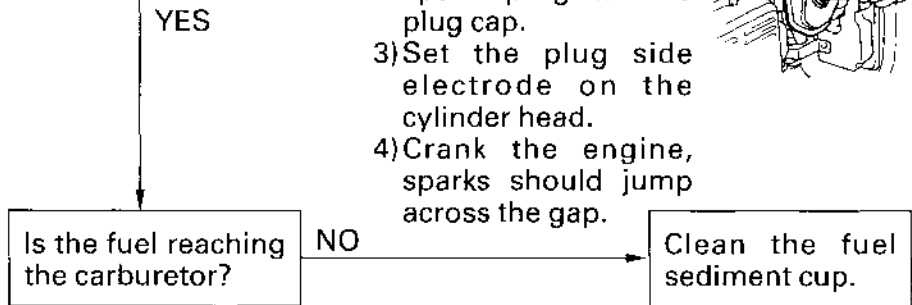 YES
plug cap.
3)Set the plug side
electrode on the
cylinder head.
4)Crank the engine,
sparks should jump
across the gap.
Is the fuel reaching
the carburetor?
NO
Clean the fuel
sediment cup.